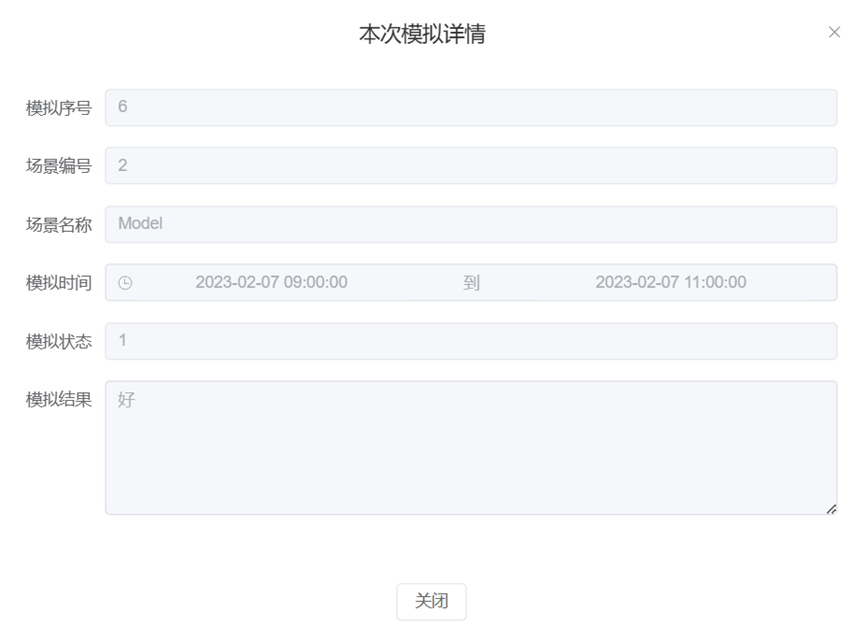 本次模拟详情
模拟序号 6
场景编号 2
场景名称 Model
模拟时间 2023-02-07 09:00:00 到 2023-02-07 11:00:00
模拟状态 1
模拟结果 好
关闭